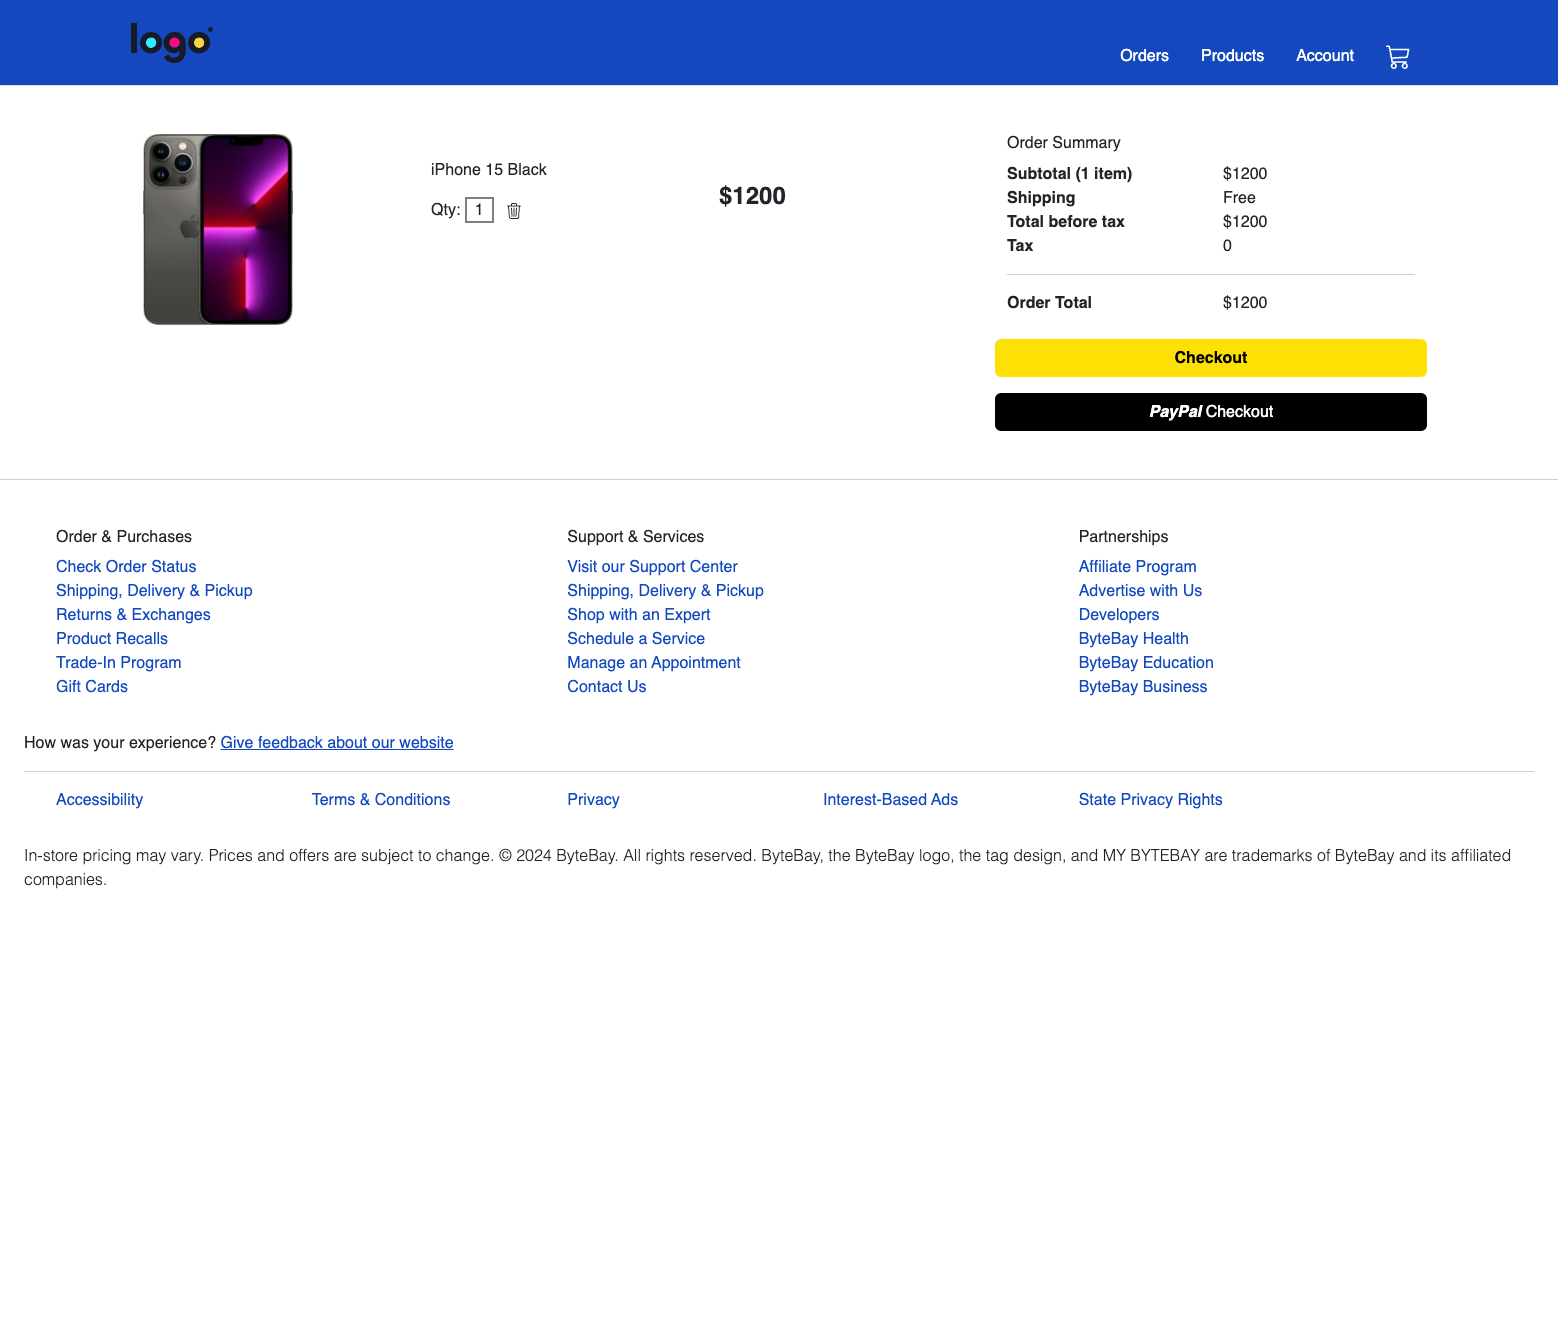 logo
Orders Products Account
iPhone 15 Black
Qty: 1
$1200
Order Summary
Subtotal (1 item) $1200
Shipping Free
Total before tax $1200
Tax 0
Order Total $1200
Checkout
PayPal Checkout
Order & Purchases
Check Order Status
Shipping, Delivery & Pickup
Returns & Exchanges
Product Recalls
Trade-In Program
Gift Cards
Support & Services
Visit our Support Center
Shipping, Delivery & Pickup
Shop with an Expert
Schedule a Service
Manage an Appointment
Contact Us
Partnerships
Affiliate Program
Advertise with Us
Developers
ByteBay Health
ByteBay Education
ByteBay Business
How was your experience? Give feedback about our website
Accessibility Terms & Conditions Privacy Interest-Based Ads State Privacy Rights
In-store pricing may vary. Prices and offers are subject to change. © 2024 ByteBay. All rights reserved. ByteBay, the ByteBay logo, the tag design, and MY BYTEBAY are trademarks of ByteBay and its affiliated
companies.